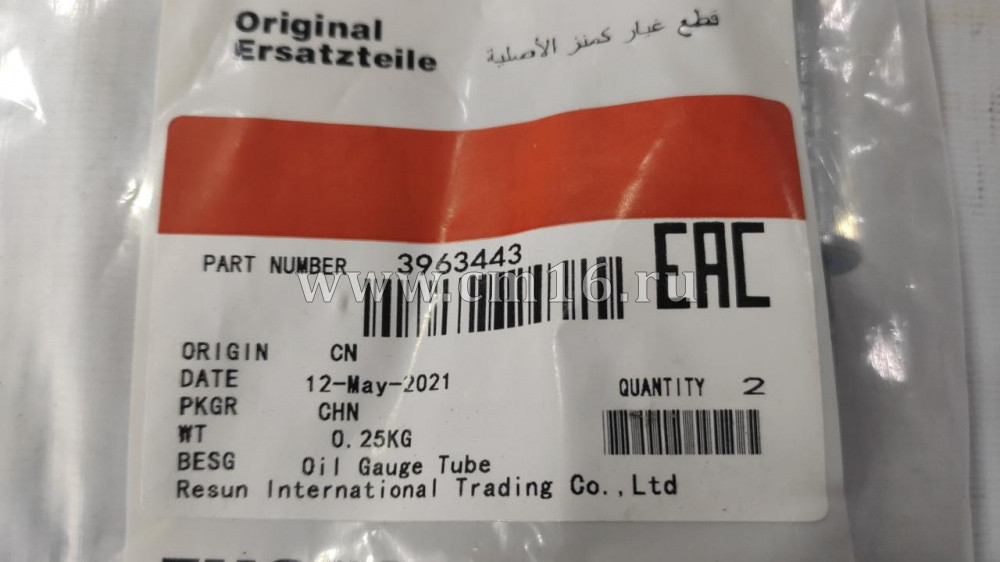 Original
Ersatzteile
قطع غيار كمنز الأصلية
PART NUMBER 3963443
EAC
www.cm16.ru
ORIGIN CN
DATE 12-May-2021
QUANTITY 2
PKGR CHN
WT 0.25KG
BESG Oil Gauge Tube
Resun International Trading Co.,Ltd